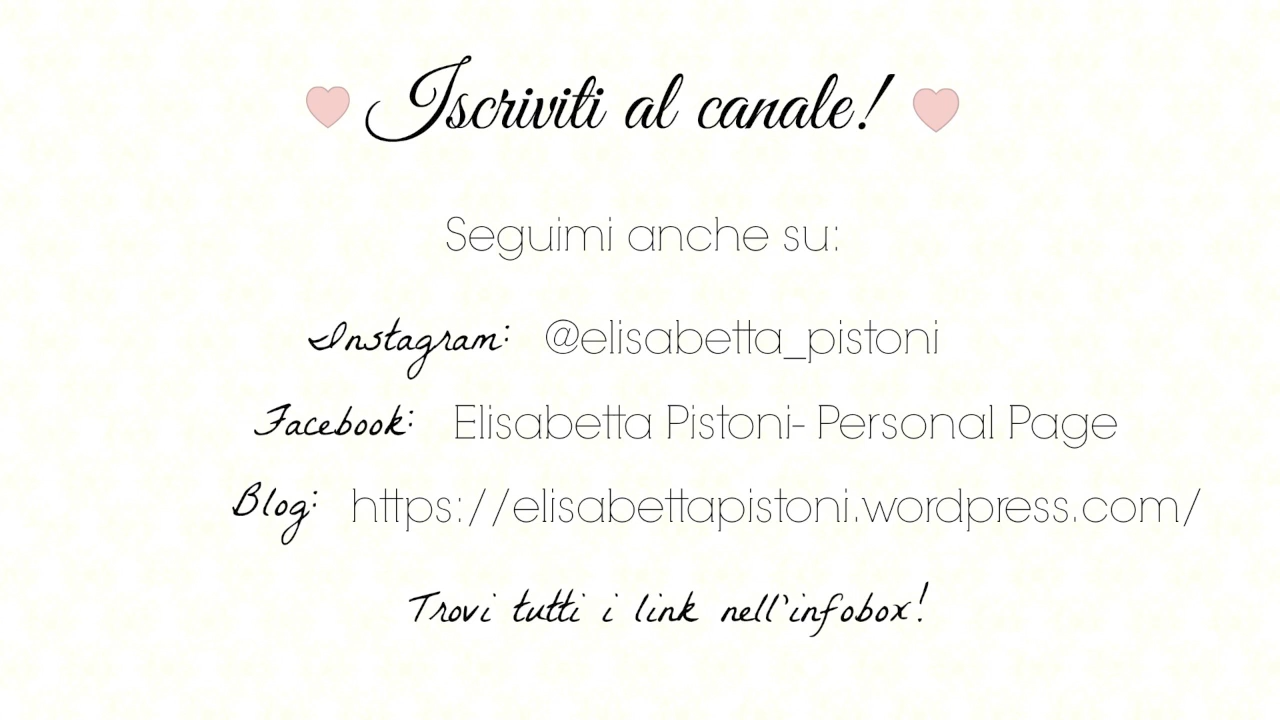 Iscriviti al canale!
Seguimi anche su:
Instagram: @elisabetta_pistoni
Facebook: Elisabetta Pistoni- Personal Page
Blog: https://elisabettapistoni.wordpress.com/
Trovi tutti i link nell'infobox!